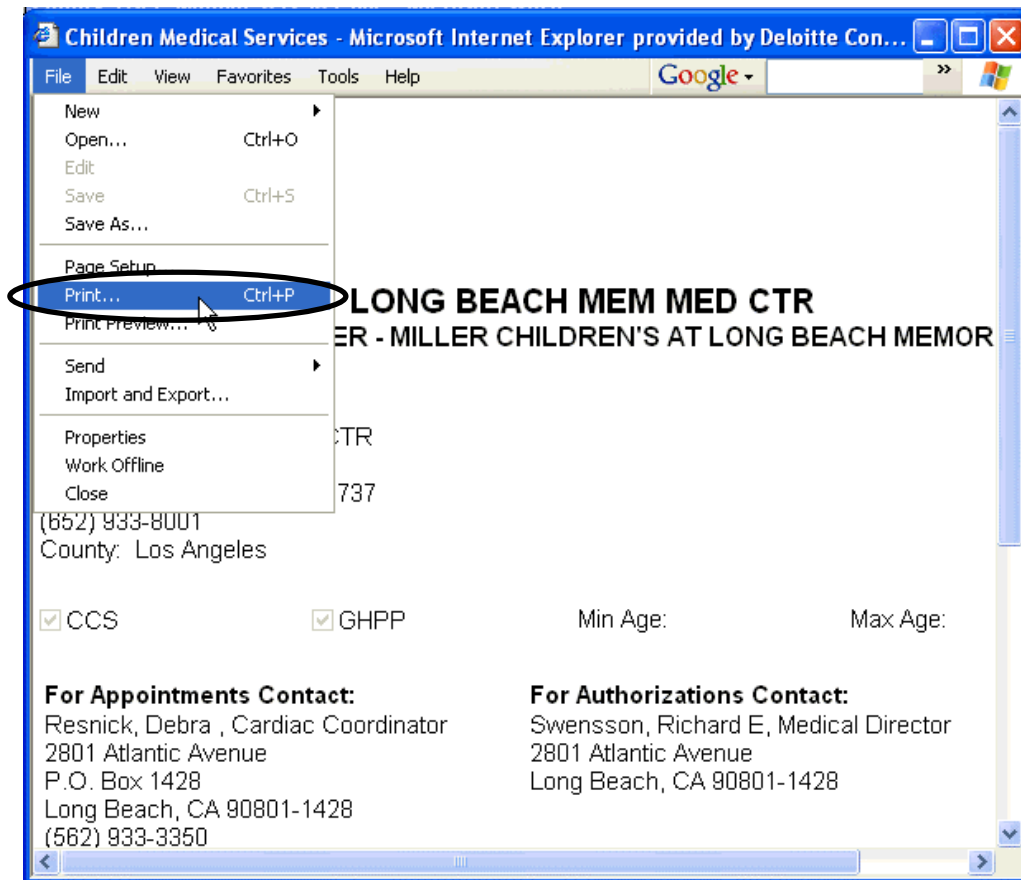 Children Medical Services - Microsoft Internet Explorer provided by Deloitte Con...
File Edit View Favorites Tools Help Google »
New
Open... Ctrl+O
Edit
Save Ctrl+S
Save As...
Page Setup...
Print... Ctrl+P
Print Preview...
Send
Import and Export...
Properties
Work Offline
Close
LONG BEACH MEM MED CTR
ER - MILLER CHILDREN'S AT LONG BEACH MEMOR
CTR
737
(652) 933-8001
County: Los Angeles
CCS GHPP Min Age: Max Age:
For Appointments Contact: For Authorizations Contact:
Resnick, Debra , Cardiac Coordinator Swensson, Richard E, Medical Director
2801 Atlantic Avenue 2801 Atlantic Avenue
P.O. Box 1428 Long Beach, CA 90801-1428
Long Beach, CA 90801-1428
(562) 933-3350